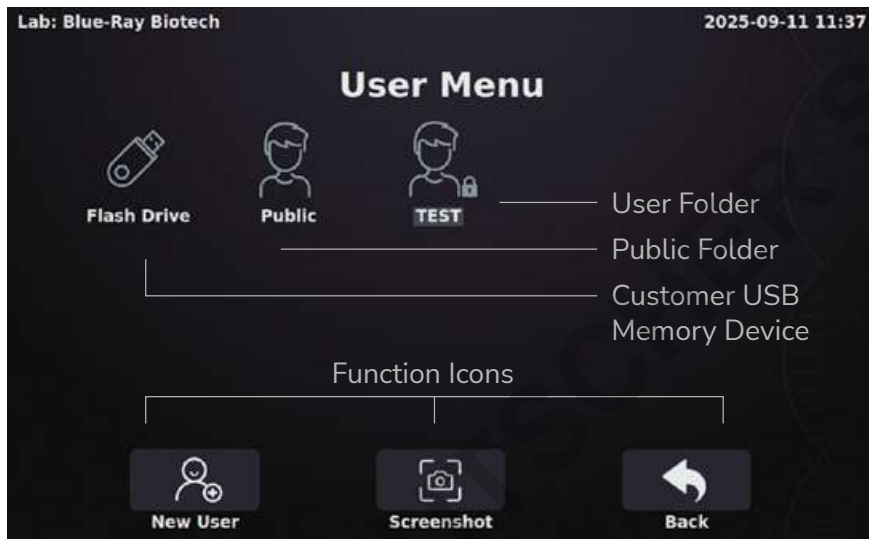 Lab: Blue-Ray Biotech 2025-09-11 11:37
User Menu
Flash Drive Public TEST
User Folder
Public Folder
Customer USB
Memory Device
Function Icons
New User Screenshot Back